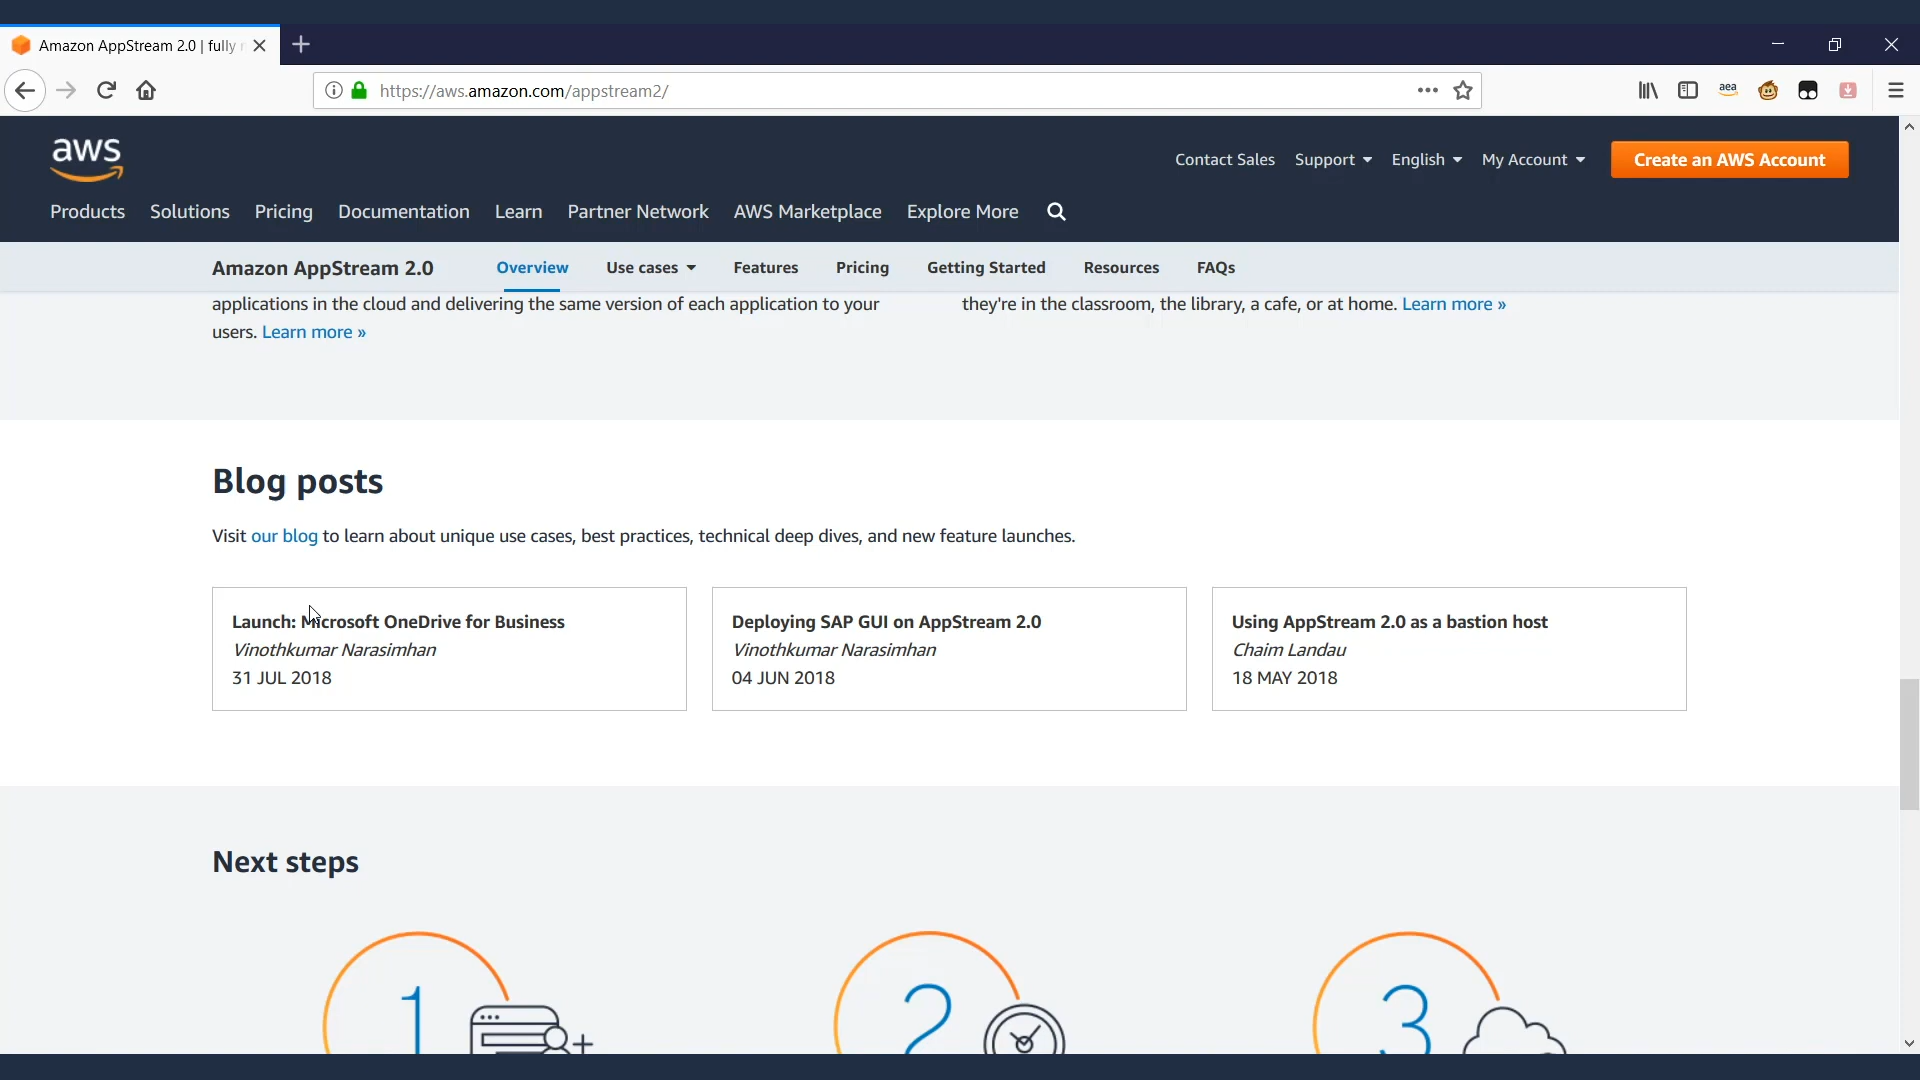 Amazon AppStream 2.0 | fully
https://aws.amazon.com/appstream2/
aea
aws
Contact Sales Support English My Account Create an AWS Account
Products Solutions Pricing Documentation Learn Partner Network AWS Marketplace Explore More
Amazon AppStream 2.0 Overview Use cases Features Pricing Getting Started Resources FAQs
applications in the cloud and delivering the same version of each application to your
users. Learn more »
they're in the classroom, the library, a cafe, or at home. Learn more »
Blog posts
Visit our blog to learn about unique use cases, best practices, technical deep dives, and new feature launches.
Launch: Microsoft OneDrive for Business
Vinothkumar Narasimhan
31 JUL 2018
Deploying SAP GUI on AppStream 2.0
Vinothkumar Narasimhan
04 JUN 2018
Using AppStream 2.0 as a bastion host
Chaim Landau
18 MAY 2018
Next steps
1
2
3